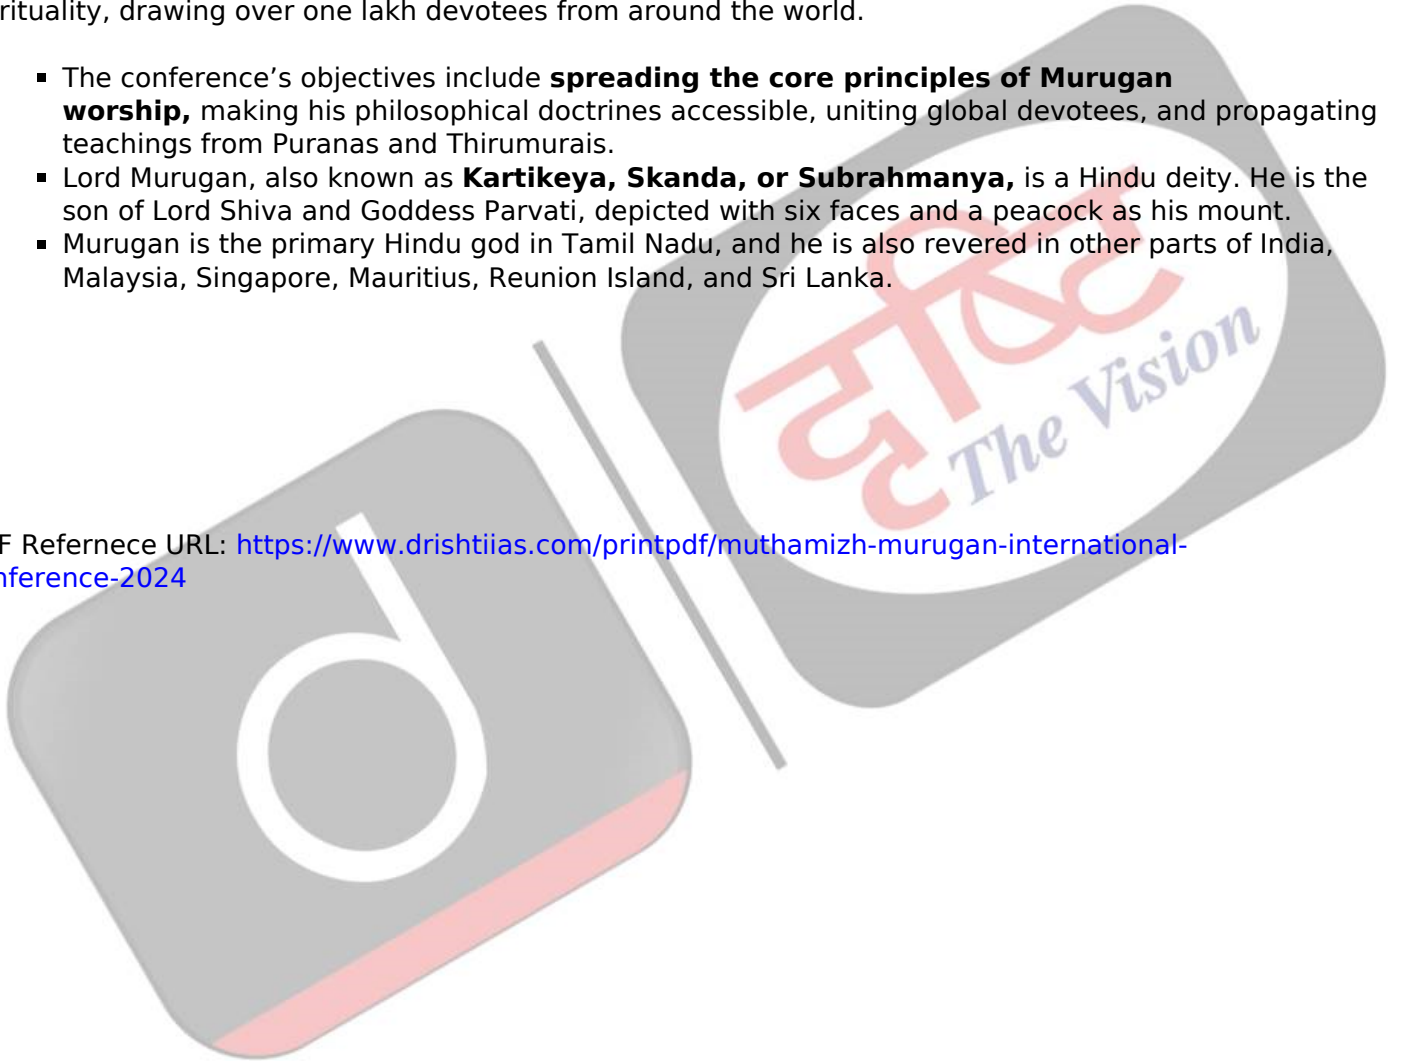 rituality, drawing over one lakh devotees from around the world.
▪ The conference’s objectives include spreading the core principles of Murugan
worship, making his philosophical doctrines accessible, uniting global devotees, and propagating
teachings from Puranas and Thirumurais.
▪ Lord Murugan, also known as Kartikeya, Skanda, or Subrahmanya, is a Hindu deity. He is the
son of Lord Shiva and Goddess Parvati, depicted with six faces and a peacock as his mount.
▪ Murugan is the primary Hindu god in Tamil Nadu, and he is also revered in other parts of India,
Malaysia, Singapore, Mauritius, Reunion Island, and Sri Lanka.
दृष्टि
The Vision
d
F Refernece URL: https://www.drishtiias.com/printpdf/muthamizh-murugan-international-
nference-2024